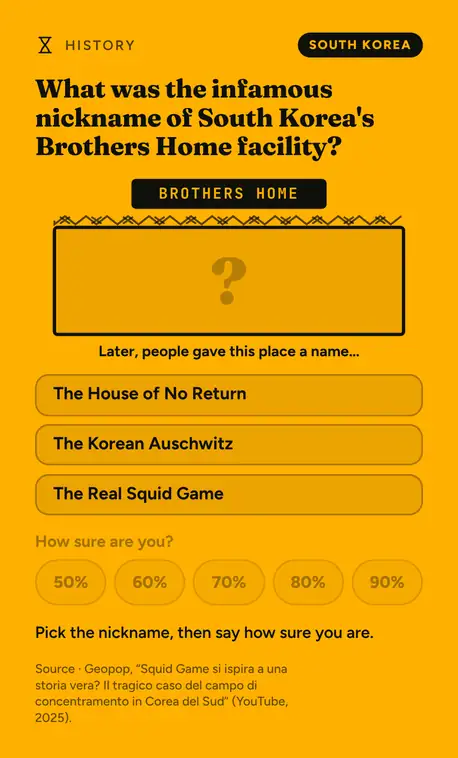 HISTORY
SOUTH KOREA
What was the infamous
nickname of South Korea's
Brothers Home facility?
BROTHERS HOME
?
Later, people gave this place a name...
The House of No Return
The Korean Auschwitz
The Real Squid Game
How sure are you?
50% 60% 70% 80% 90%
Pick the nickname, then say how sure you are.
Source · Geopop, “Squid Game si ispira a una
storia vera? Il tragico caso del campo di
concentramento in Corea del Sud” (YouTube,
2025).